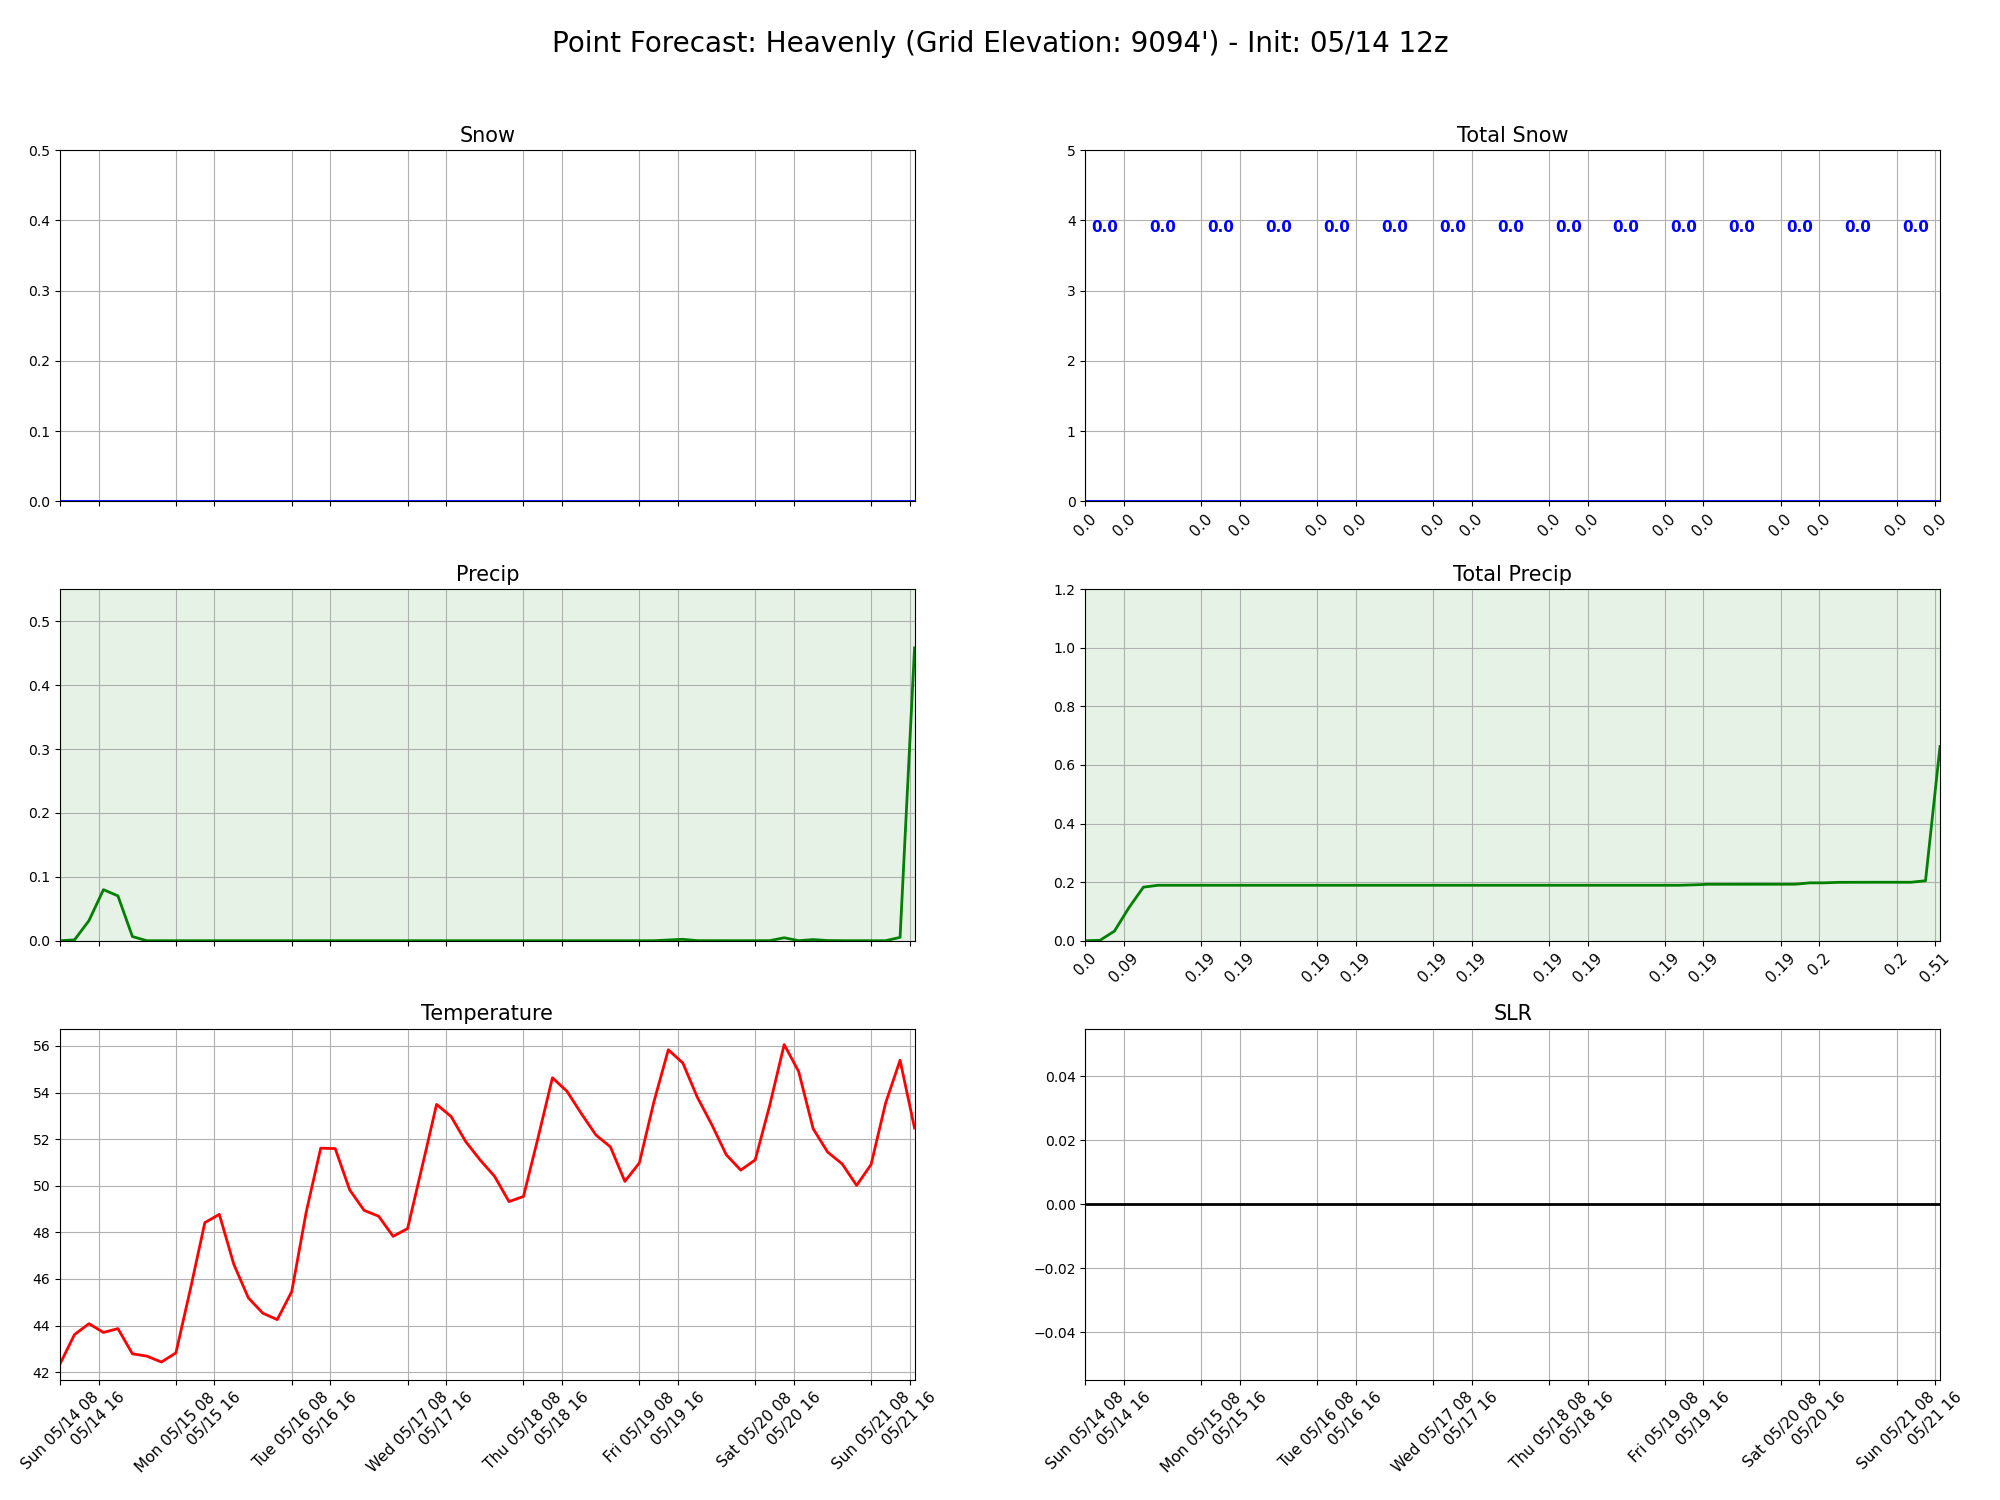 Point Forecast: Heavenly (Grid Elevation: 9094') - Init: 05/14 12z
Snow
0.5
0.4
0.3
0.2
0.1
0.0
Total Snow
5
4
3
2
1
0
0.0 0.0 0.0 0.0 0.0 0.0 0.0 0.0 0.0 0.0 0.0 0.0 0.0 0.0 0.0
0.0 0.0 0.0 0.0 0.0 0.0 0.0 0.0 0.0 0.0 0.0 0.0 0.0 0.0 0.0 0.0
Precip
0.5
0.4
0.3
0.2
0.1
0.0
Total Precip
1.2
1.0
0.8
0.6
0.4
0.2
0.0
0.0 0.09 0.19 0.19 0.19 0.19 0.19 0.19 0.19 0.19 0.19 0.19 0.19 0.2 0.2 0.51
Temperature
56
54
52
50
48
46
44
42
Sun 05/14 08
05/14 16
Mon 05/15 08
05/15 16
Tue 05/16 08
05/16 16
Wed 05/17 08
05/17 16
Thu 05/18 08
05/18 16
Fri 05/19 08
05/19 16
Sat 05/20 08
05/20 16
Sun 05/21 08
05/21 16
SLR
0.04
0.02
0.00
−0.02
−0.04
Sun 05/14 08
05/14 16
Mon 05/15 08
05/15 16
Tue 05/16 08
05/16 16
Wed 05/17 08
05/17 16
Thu 05/18 08
05/18 16
Fri 05/19 08
05/19 16
Sat 05/20 08
05/20 16
Sun 05/21 08
05/21 16